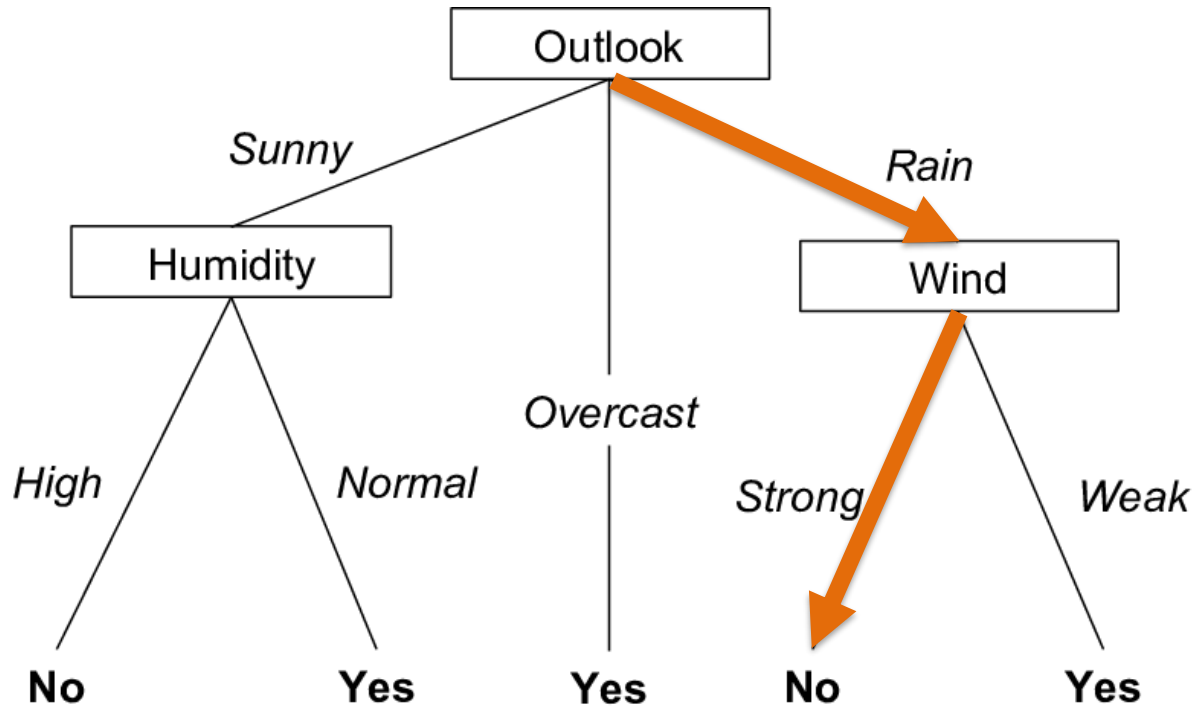 Outlook
Sunny
Rain
Humidity
Wind
Overcast
High
Normal
Strong
Weak
No
Yes
Yes
No
Yes